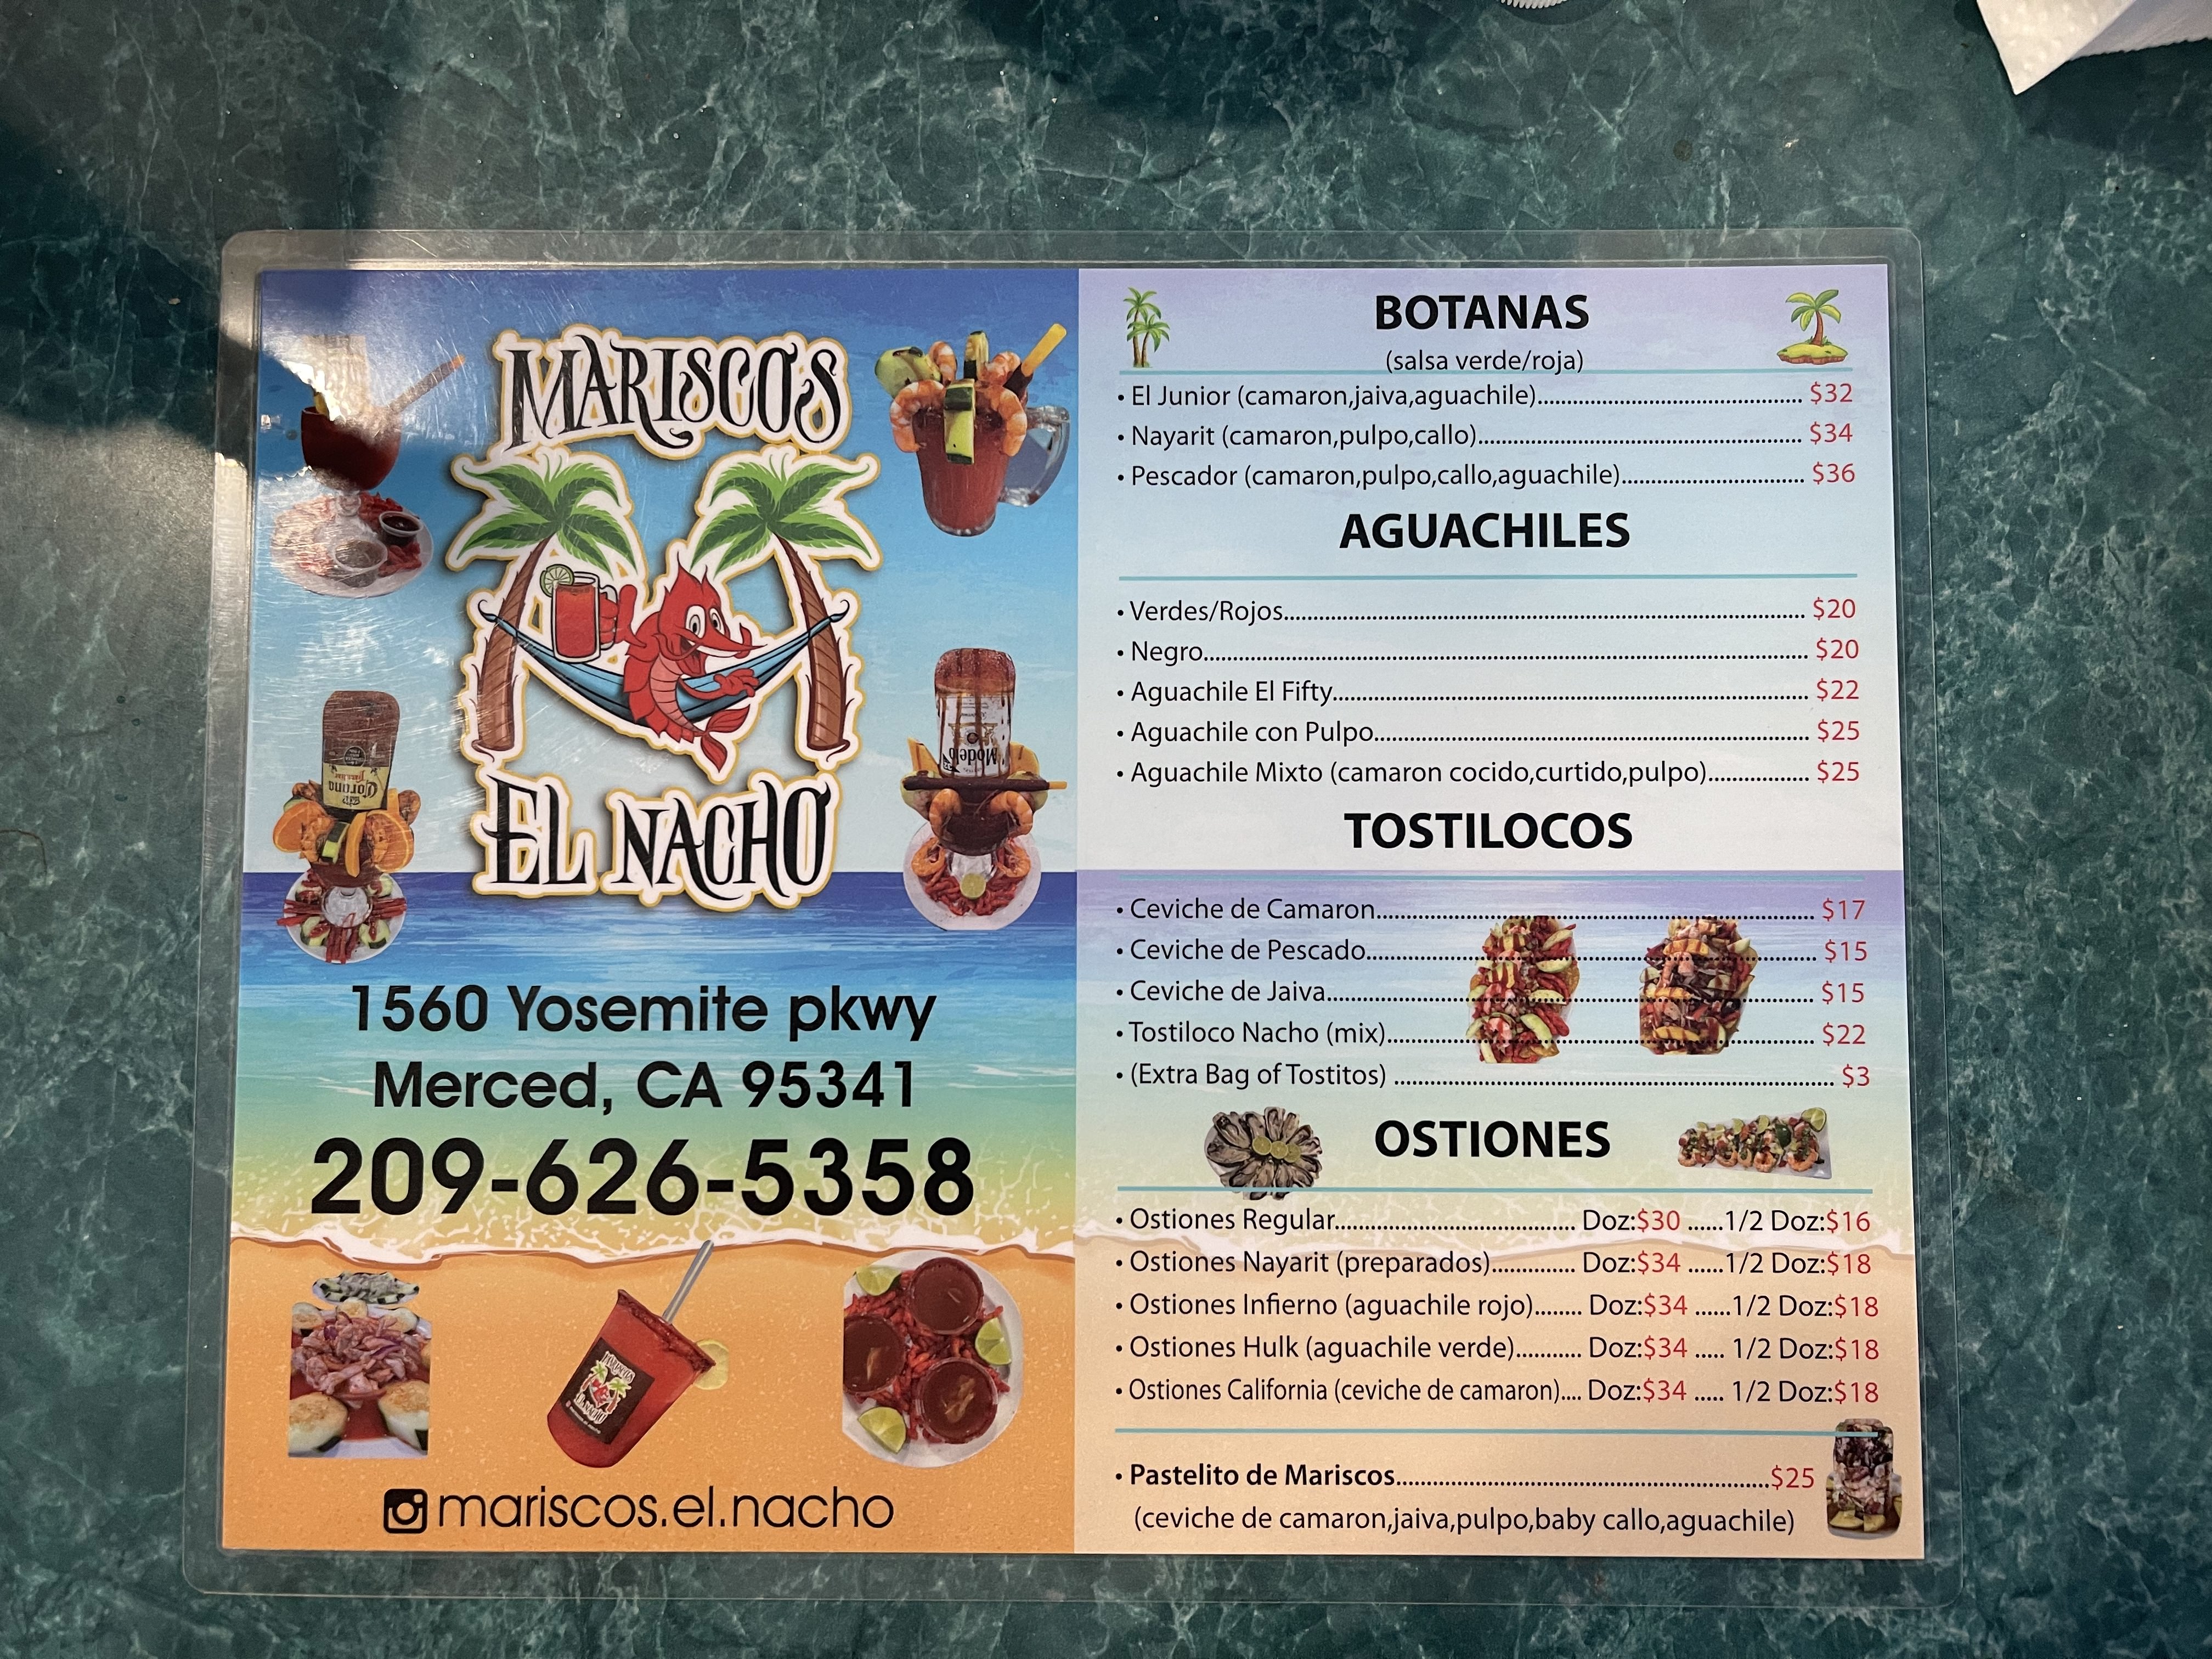 MARISCOS
EL NACHO
1560 Yosemite pkwy
Merced, CA 95341
209-626-5358
mariscos.el.nacho
Corona
Modelo
MARISCOS
EL NACHO
BOTANAS
(salsa verde/roja)
• El Junior (camaron,jaiva,aguachile)........ $32
• Nayarit (camaron,pulpo,callo)........ $34
• Pescador (camaron,pulpo,callo,aguachile)........ $36
AGUACHILES
• Verdes/Rojos........ $20
• Negro........ $20
• Aguachile El Fifty........ $22
• Aguachile con Pulpo........ $25
• Aguachile Mixto (camaron cocido,curtido,pulpo)........ $25
TOSTILOCOS
• Ceviche de Camaron........ $17
• Ceviche de Pescado........ $15
• Ceviche de Jaiva........ $15
• Tostiloco Nacho (mix)........ $22
• (Extra Bag of Tostitos) ........ $3
OSTIONES
• Ostiones Regular........ Doz:$30 ......1/2 Doz:$16
• Ostiones Nayarit (preparados)........ Doz:$34 ......1/2 Doz:$18
• Ostiones Infierno (aguachile rojo)........ Doz:$34 ......1/2 Doz:$18
• Ostiones Hulk (aguachile verde)........ Doz:$34 ..... 1/2 Doz:$18
• Ostiones California (ceviche de camaron).... Doz:$34 ..... 1/2 Doz:$18
• Pastelito de Mariscos........$25
(ceviche de camaron,jaiva,pulpo,baby callo,aguachile)